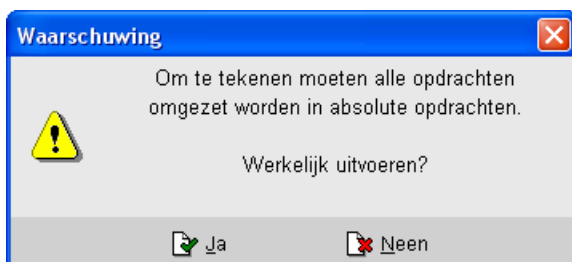 Waarschuwing
Om te tekenen moeten alle opdrachten
omgezet worden in absolute opdrachten.
Werkelijk uitvoeren?
Ja
Neen